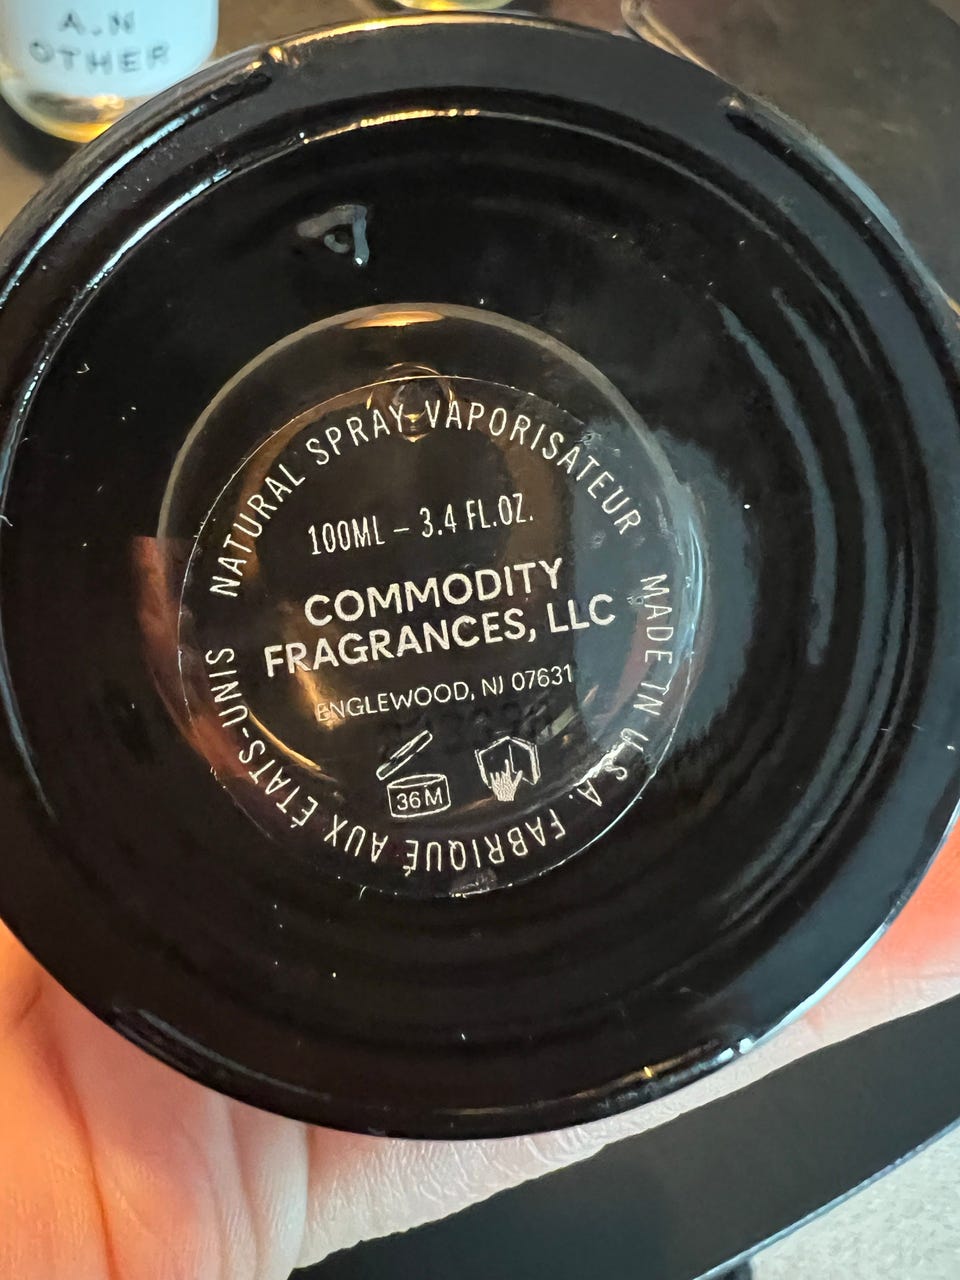 A.N
OTHER
NATURAL SPRAY VAPORISATEUR
100ML – 3.4 FL.OZ.
COMMODITY
FRAGRANCES, LLC
ENGLEWOOD, NJ 07631
36M
MADE IN U.S.A. FABRIQUÉ AUX ÉTATS-UNIS